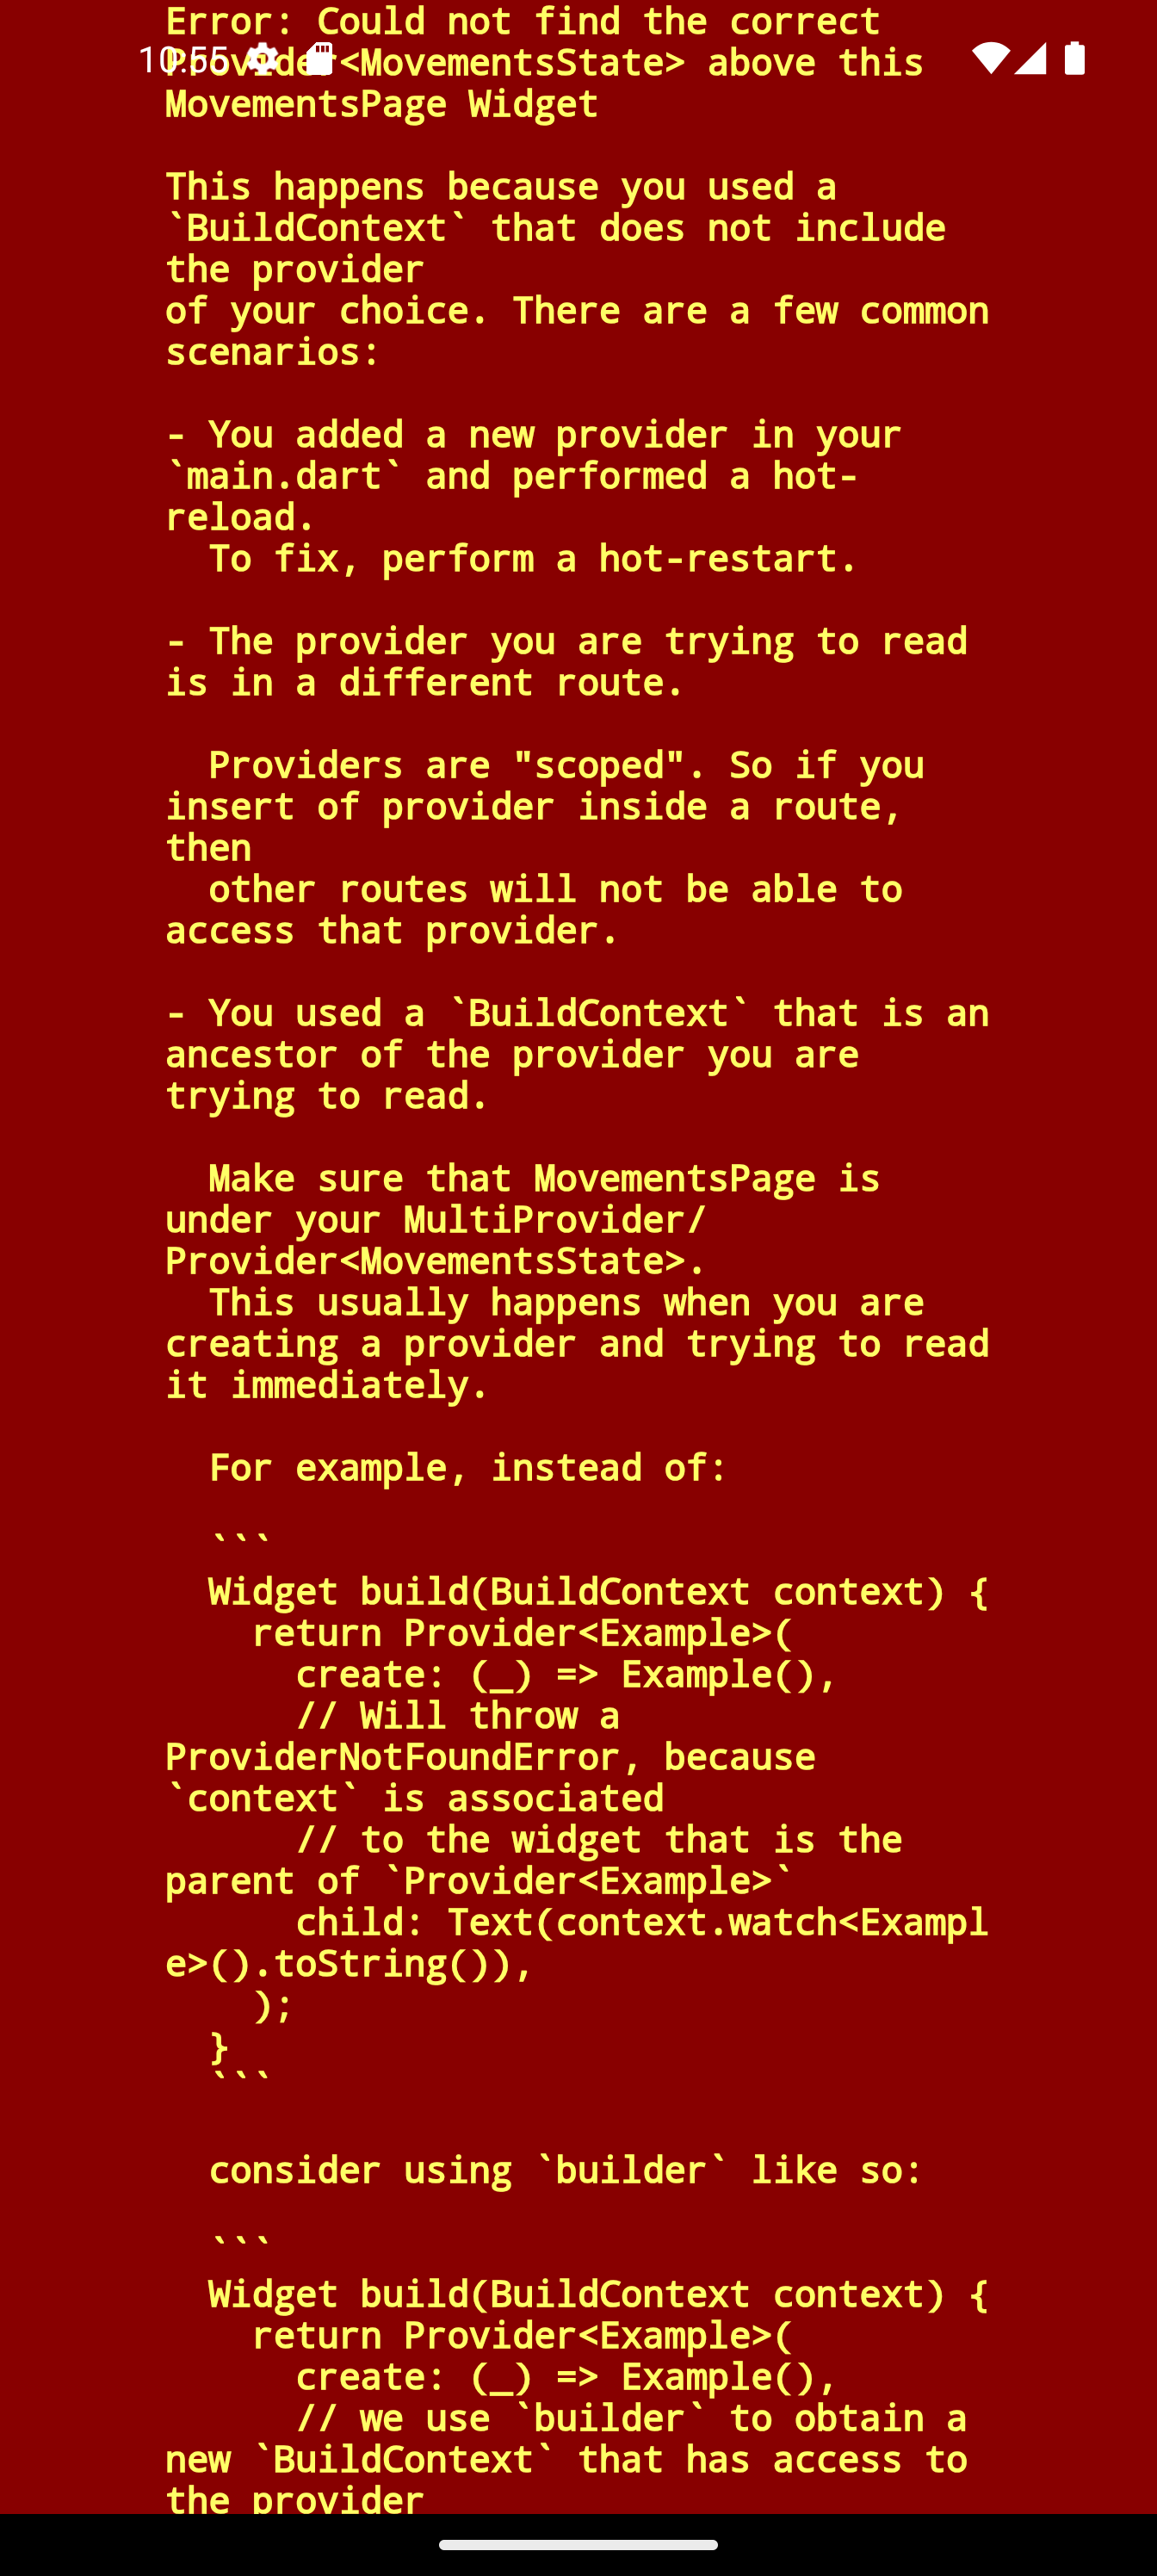 Error: Could not find the correct
10:55
Provider<MovementsState> above this
MovementsPage Widget

This happens because you used a
`BuildContext` that does not include
the provider
of your choice. There are a few common
scenarios:

- You added a new provider in your
`main.dart` and performed a hot-
reload.
  To fix, perform a hot-restart.

- The provider you are trying to read
is in a different route.

  Providers are "scoped". So if you
insert of provider inside a route,
then
  other routes will not be able to
access that provider.

- You used a `BuildContext` that is an
ancestor of the provider you are
trying to read.

  Make sure that MovementsPage is
under your MultiProvider/
Provider<MovementsState>.
  This usually happens when you are
creating a provider and trying to read
it immediately.

  For example, instead of:

  ```
  Widget build(BuildContext context) {
    return Provider<Example>(
      create: (_) => Example(),
      // Will throw a
ProviderNotFoundError, because
`context` is associated
      // to the widget that is the
parent of `Provider<Example>`
      child: Text(context.watch<Exampl
e>().toString()),
    );
  }
  ```

  consider using `builder` like so:

  ```
  Widget build(BuildContext context) {
    return Provider<Example>(
      create: (_) => Example(),
      // we use `builder` to obtain a
new `BuildContext` that has access to
the provider